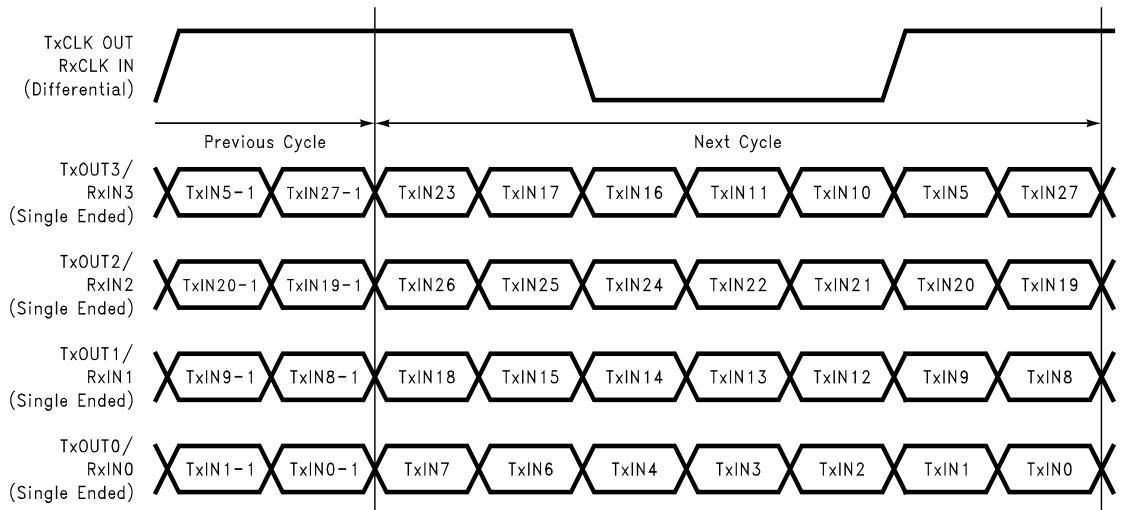 TxCLK OUT
RxCLK IN
(Differential)
Previous Cycle
Next Cycle
TxOUT3/
RxIN3
(Single Ended)
TxIN5-1 TxIN27-1 TxIN23 TxIN17 TxIN16 TxIN11 TxIN10 TxIN5 TxIN27
TxOUT2/
RxIN2
(Single Ended)
TxIN20-1 TxIN19-1 TxIN26 TxIN25 TxIN24 TxIN22 TxIN21 TxIN20 TxIN19
TxOUT1/
RxIN1
(Single Ended)
TxIN9-1 TxIN8-1 TxIN18 TxIN15 TxIN14 TxIN13 TxIN12 TxIN9 TxIN8
TxOUT0/
RxIN0
(Single Ended)
TxIN1-1 TxIN0-1 TxIN7 TxIN6 TxIN4 TxIN3 TxIN2 TxIN1 TxIN0